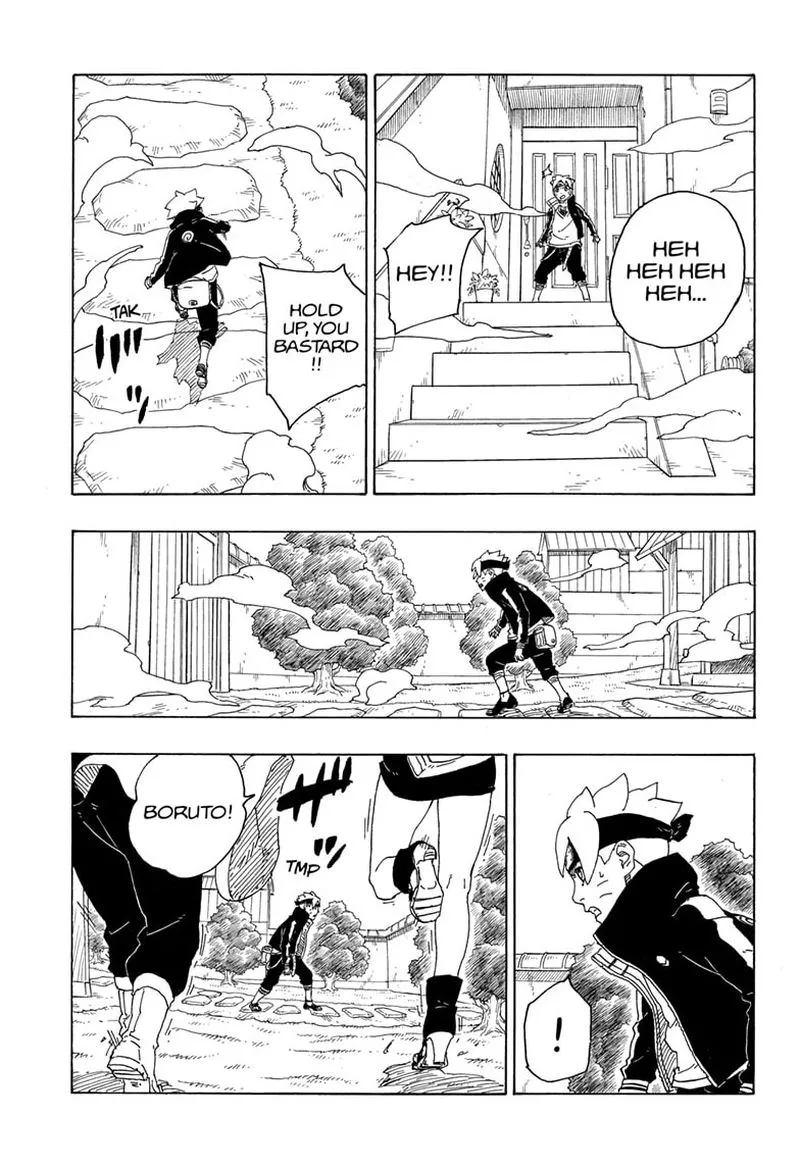 HEH
HEH HEH
HEH...
HEY!!
HOLD
UP, YOU
BASTARD
!!
TAK
!
BORUTO!
TMP